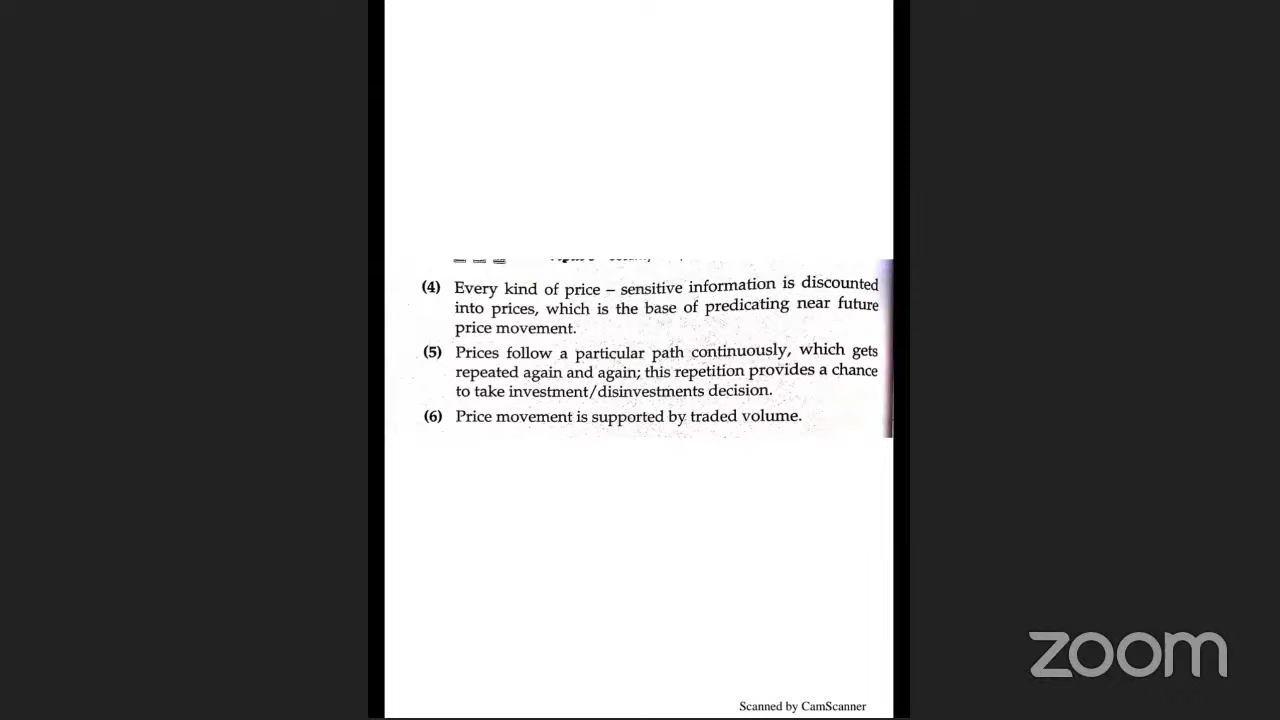 (4) Every kind of price – sensitive information is discounted
into prices, which is the base of predicating near future
price movement.
(5) Prices follow a particular path continuously, which gets
repeated again and again; this repetition provides a chance
to take investment/disinvestments decision.
(6) Price movement is supported by traded volume.
zoom
Scanned by CamScanner